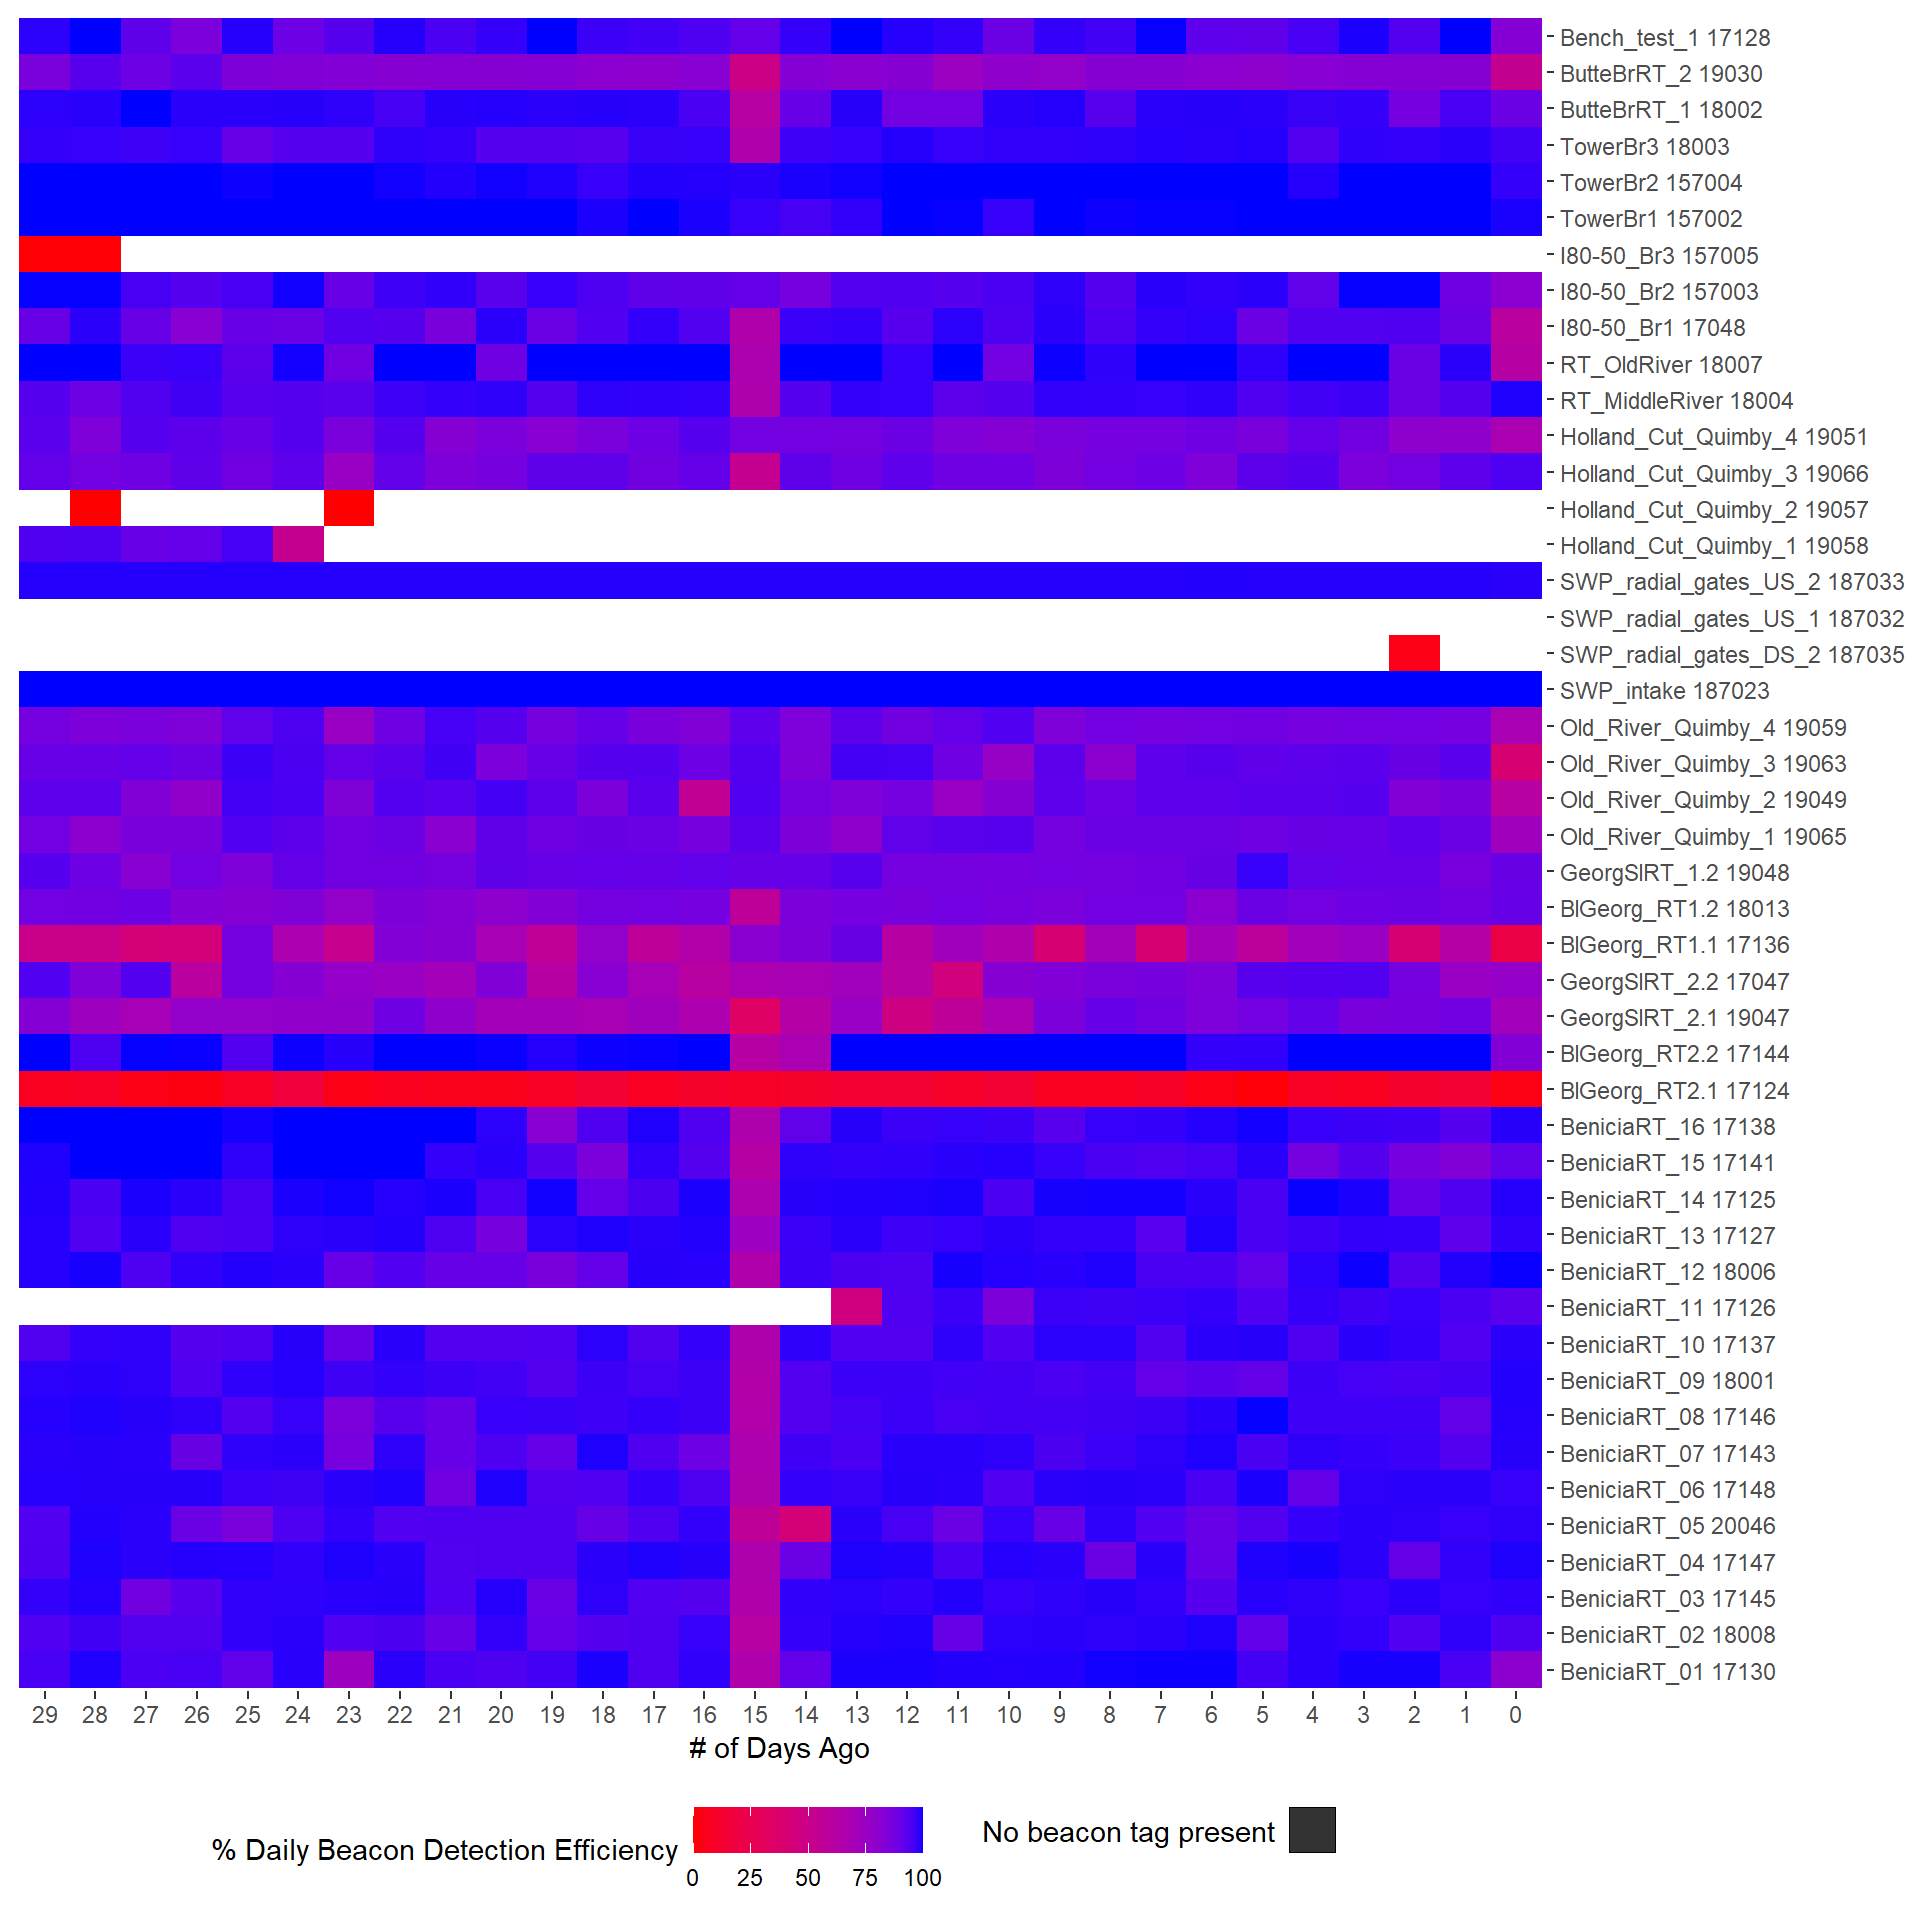 Bench_test_1 17128
ButteBrRT_2 19030
ButteBrRT_1 18002
TowerBr3 18003
TowerBr2 157004
TowerBr1 157002
I80-50_Br3 157005
I80-50_Br2 157003
I80-50_Br1 17048
RT_OldRiver 18007
RT_MiddleRiver 18004
Holland_Cut_Quimby_4 19051
Holland_Cut_Quimby_3 19066
Holland_Cut_Quimby_2 19057
Holland_Cut_Quimby_1 19058
SWP_radial_gates_US_2 187033
SWP_radial_gates_US_1 187032
SWP_radial_gates_DS_2 187035
SWP_intake 187023
Old_River_Quimby_4 19059
Old_River_Quimby_3 19063
Old_River_Quimby_2 19049
Old_River_Quimby_1 19065
GeorgSlRT_1.2 19048
BlGeorg_RT1.2 18013
BlGeorg_RT1.1 17136
GeorgSlRT_2.2 17047
GeorgSlRT_2.1 19047
BlGeorg_RT2.2 17144
BlGeorg_RT2.1 17124
BeniciaRT_16 17138
BeniciaRT_15 17141
BeniciaRT_14 17125
BeniciaRT_13 17127
BeniciaRT_12 18006
BeniciaRT_11 17126
BeniciaRT_10 17137
BeniciaRT_09 18001
BeniciaRT_08 17146
BeniciaRT_07 17143
BeniciaRT_06 17148
BeniciaRT_05 20046
BeniciaRT_04 17147
BeniciaRT_03 17145
BeniciaRT_02 18008
BeniciaRT_01 17130
29 28 27 26 25 24 23 22 21 20 19 18 17 16 15 14 13 12 11 10 9 8 7 6 5 4 3 2 1 0
# of Days Ago
% Daily Beacon Detection Efficiency
0 25 50 75 100
No beacon tag present